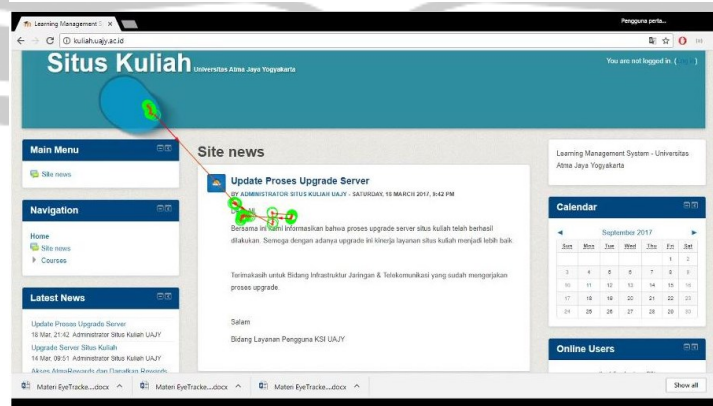 Learning Management S
Pengguna perta...
kuliah.uajy.ac.id
Situs Kuliah Universitas Atma Jaya Yogyakarta
You are not logged in. (
Main Menu
Site news
Navigation
Home
Site news
Courses
Latest News
Update Proses Upgrade Server
18 Mar, 21:42 Administrator Situs Kuliah UAJY
Upgrade Server Situs Kuliah
14 Mar, 09:51 Administrator Situs Kuliah UAJY
Akses AtmaRewards dan Dapatkan Rewards
Site news
Update Proses Upgrade Server
BY ADMINISTRATOR SITUS KULIAH UAJY - SATURDAY, 18 MARCH 2017, 9:42 PM
Bersama ini kami informasikan bahwa proses upgrade server situs kuliah telah berhasil
dilakukan. Semoga dengan adanya upgrade ini kinerja layanan situs kuliah menjadi lebih baik.
Terimakasih untuk Bidang Infrastruktur Jaringan & Telekomunikasi yang sudah mengerjakan
proses upgrade.
Salam
Bidang Layanan Pengguna KSI UAJY
Learning Management System - Universitas
Atma Jaya Yogyakarta
Calendar
◄ September 2017 ►
Sun Mon Tue Wed Thu Fri Sat
1 2
3 4 5 6 7 8 9
10 11 12 13 14 15 16
17 18 19 20 21 22 23
24 25 26 27 28 29 30
Online Users
Materi EyeTracke....docx
Materi EyeTracke....docx
Materi EyeTracke....docx
Show all